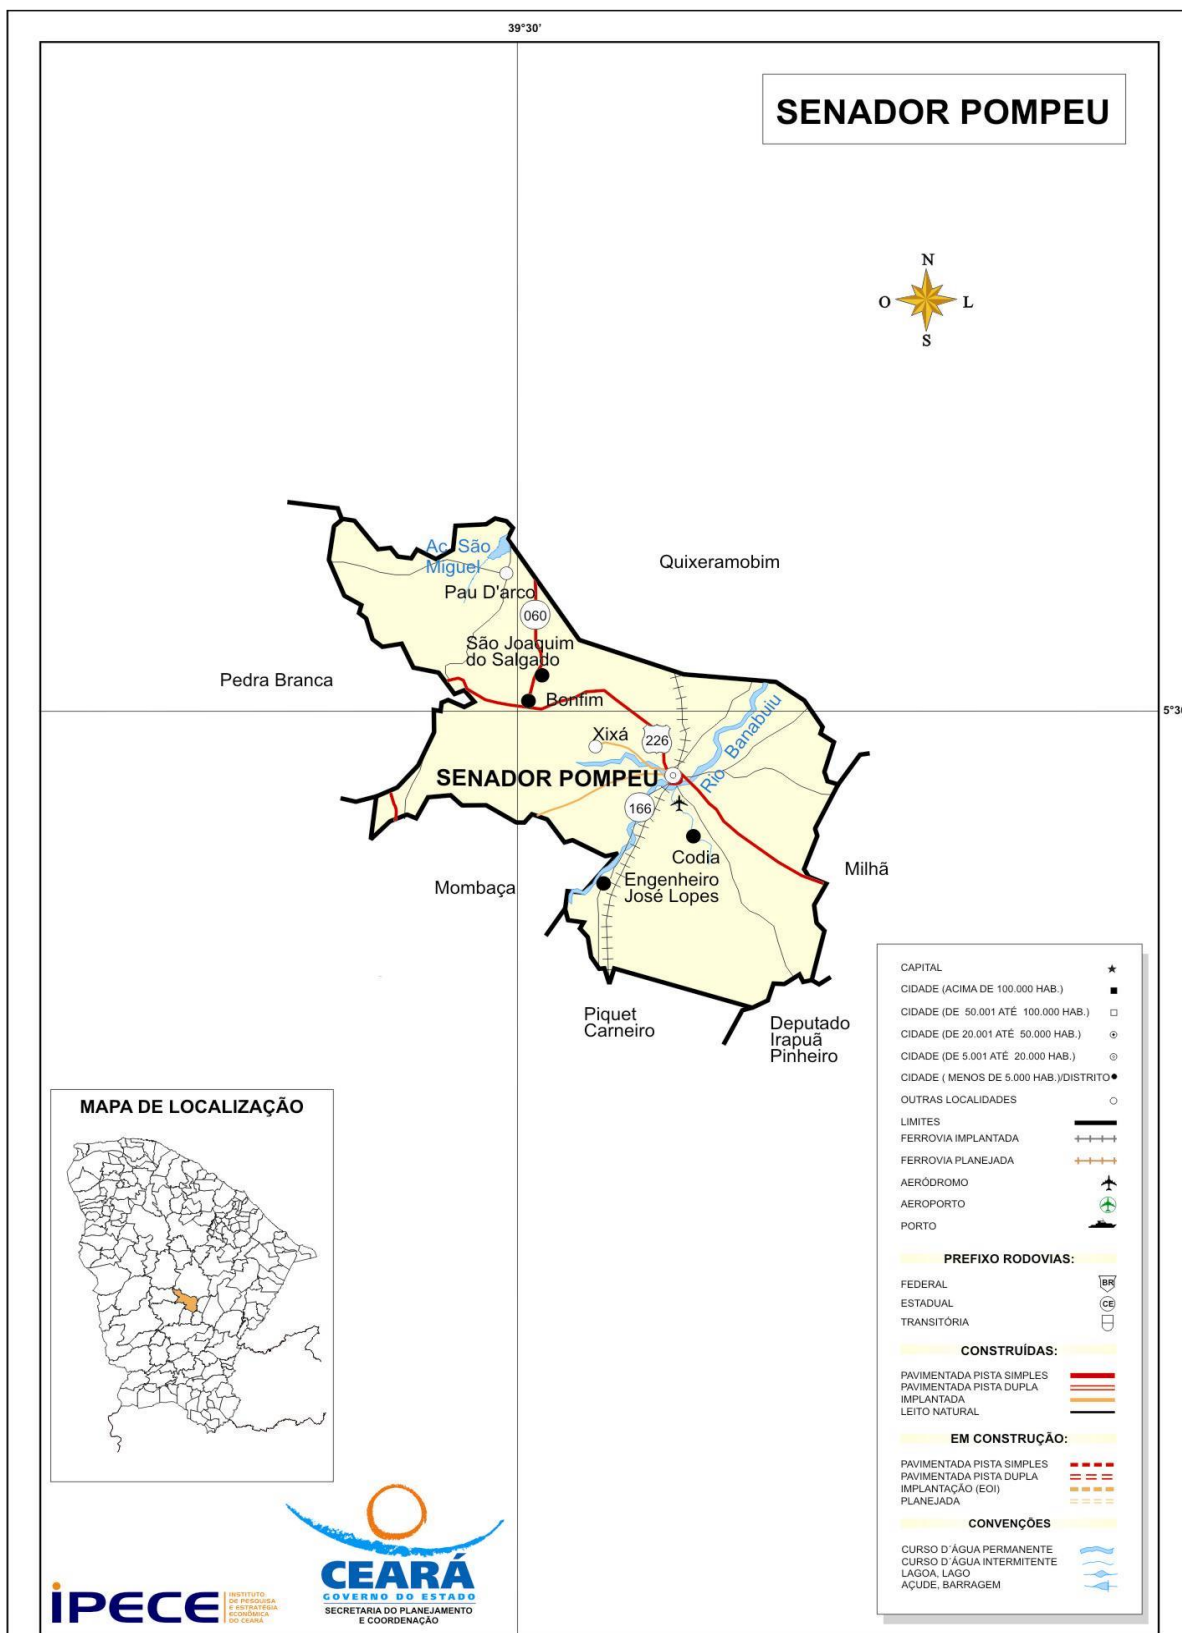 39°30'
SENADOR POMPEU
N
O
L
S
Ac. São
Miguel
Quixeramobim
Pau D'arco
060
São Joaquim
do Salgado
Pedra Branca
Bonfim
5°30
Xixá
226
Rio Banabuiu
SENADOR POMPEU
166
Codia
Milhã
Mombaça
Engenheiro
José Lopes
Piquet
Carneiro
Deputado
Irapuã
Pinheiro
CAPITAL
CIDADE (ACIMA DE 100.000 HAB.)
CIDADE (DE 50.001 ATÉ 100.000 HAB.)
CIDADE (DE 20.001 ATÉ 50.000 HAB.)
CIDADE (DE 5.001 ATÉ 20.000 HAB.)
CIDADE ( MENOS DE 5.000 HAB.)/DISTRITO
OUTRAS LOCALIDADES
LIMITES
FERROVIA IMPLANTADA
FERROVIA PLANEJADA
AERÓDROMO
AEROPORTO
PORTO
PREFIXO RODOVIAS:
FEDERAL BR
ESTADUAL CE
TRANSITÓRIA
CONSTRUÍDAS:
PAVIMENTADA PISTA SIMPLES
PAVIMENTADA PISTA DUPLA
IMPLANTADA
LEITO NATURAL
EM CONSTRUÇÃO:
PAVIMENTADA PISTA SIMPLES
PAVIMENTADA PISTA DUPLA
IMPLANTAÇÃO (EOI)
PLANEJADA
CONVENÇÕES
CURSO D´ÁGUA PERMANENTE
CURSO D´ÁGUA INTERMITENTE
LAGOA, LAGO
AÇUDE, BARRAGEM
MAPA DE LOCALIZAÇÃO
iPECE
INSTITUTO
DE PESQUISA
E ESTRATÉGIA
ECONÔMICA
DO CEARÁ
CEARÁ
GOVERNO DO ESTADO
SECRETARIA DO PLANEJAMENTO
E COORDENAÇÃO